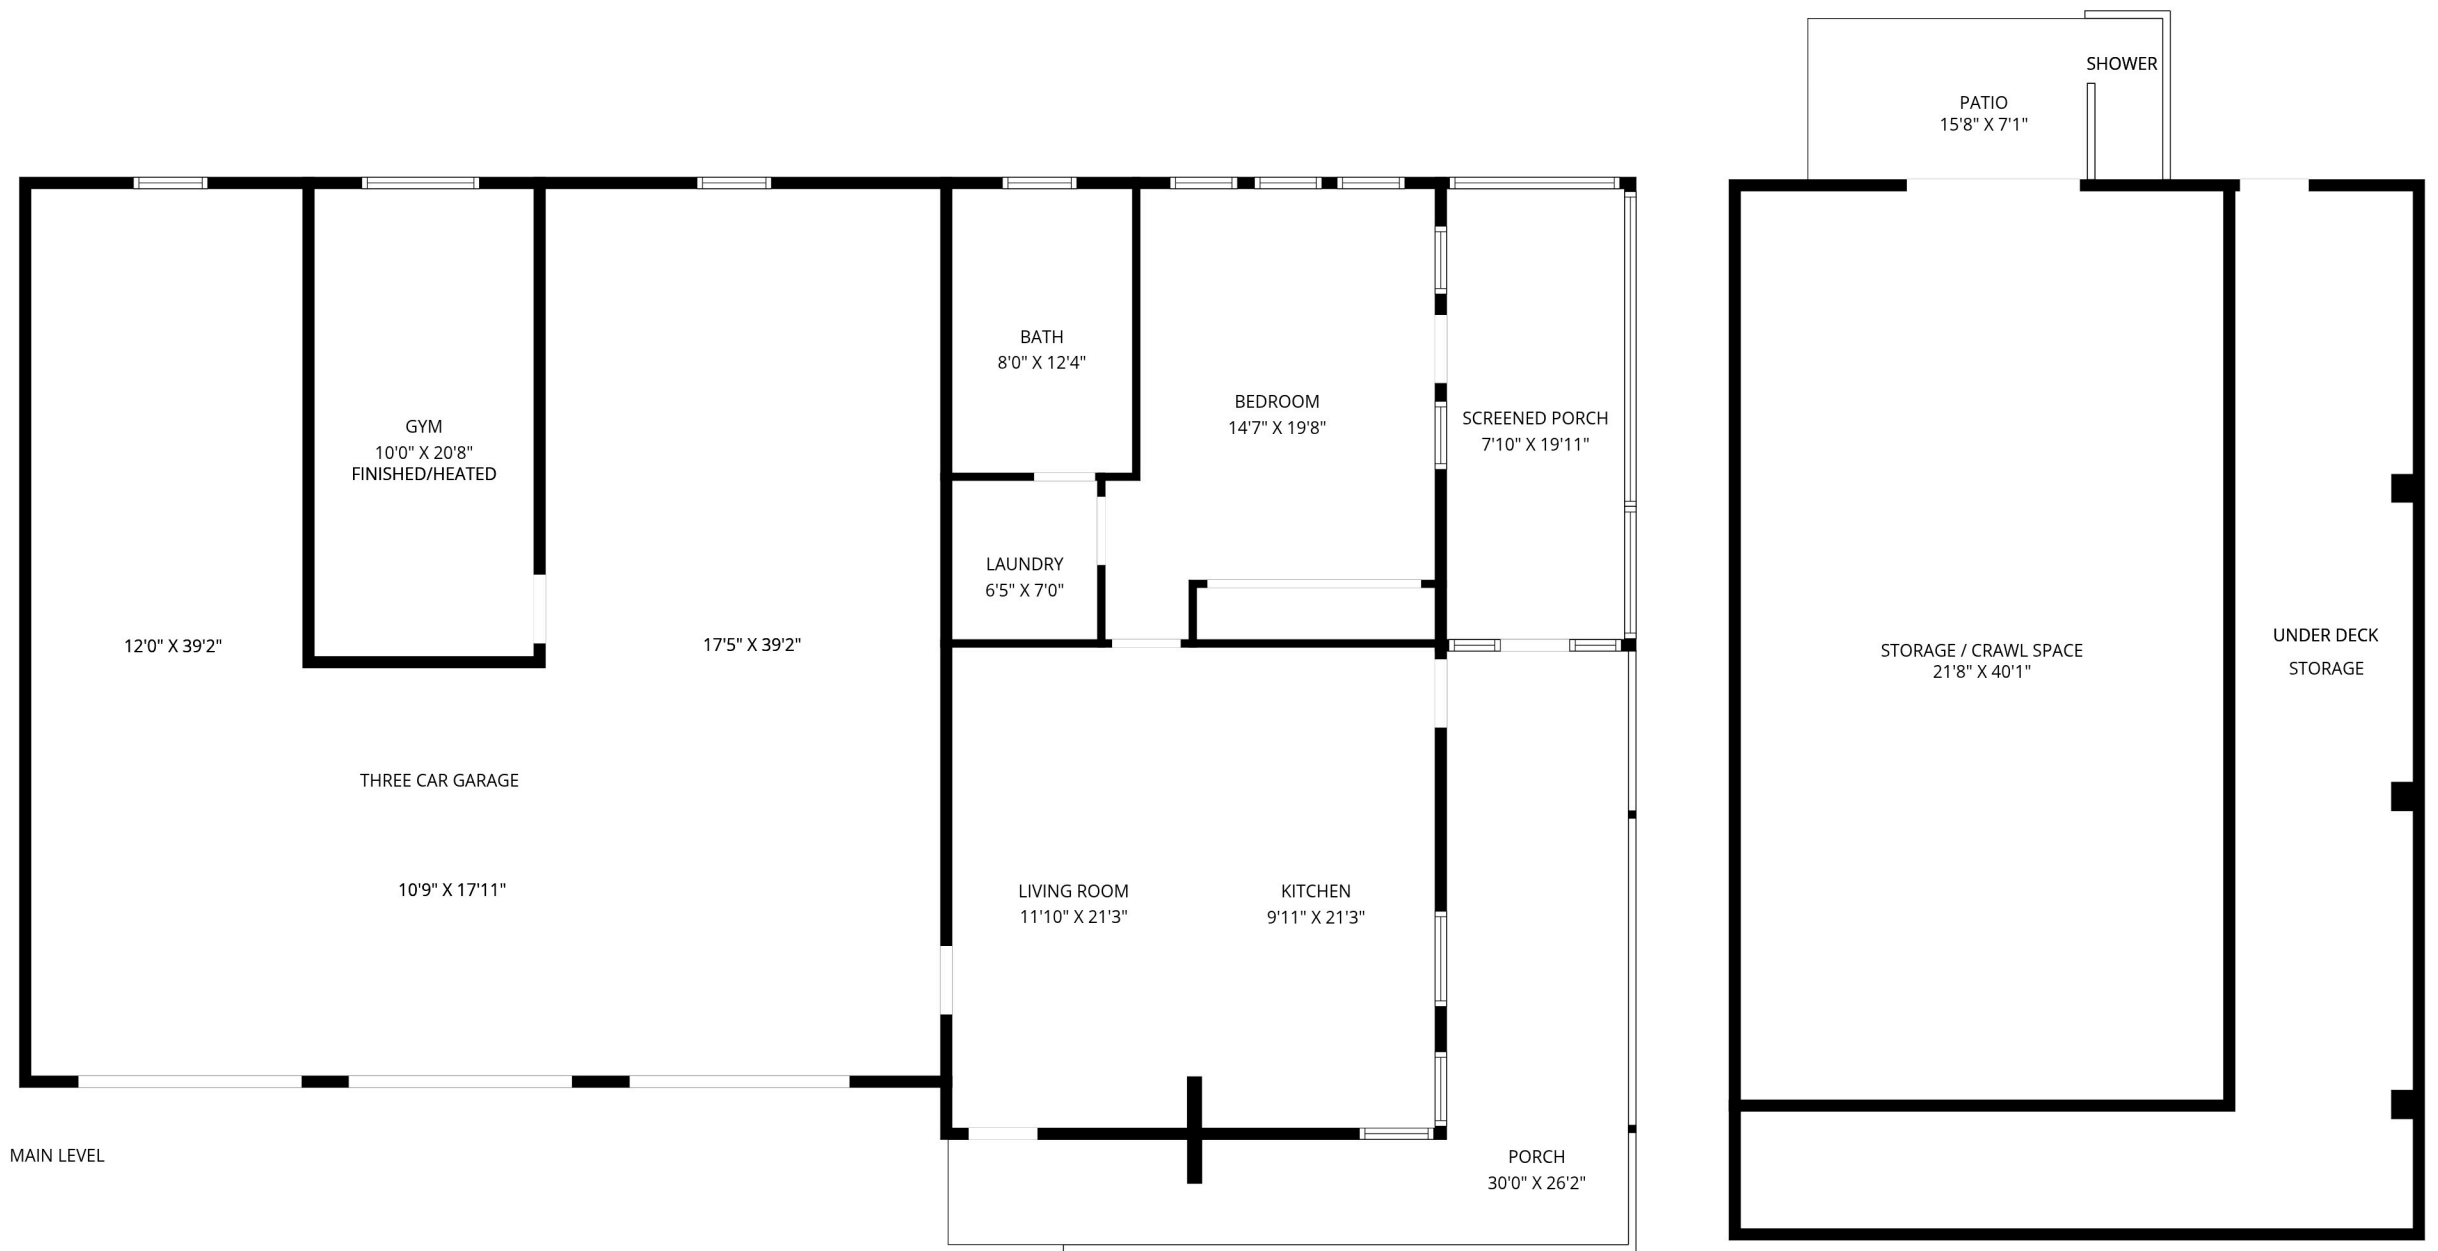 SHOWER
PATIO
15'8" X 7'1"
BATH
8'0" X 12'4"
BEDROOM
14'7" X 19'8"
SCREENED PORCH
7'10" X 19'11"
GYM
10'0" X 20'8"
FINISHED/HEATED
LAUNDRY
6'5" X 7'0"
12'0" X 39'2"
17'5" X 39'2"
STORAGE / CRAWL SPACE
21'8" X 40'1"
UNDER DECK
STORAGE
THREE CAR GARAGE
10'9" X 17'11"
LIVING ROOM
11'10" X 21'3"
KITCHEN
9'11" X 21'3"
MAIN LEVEL
PORCH
30'0" X 26'2"